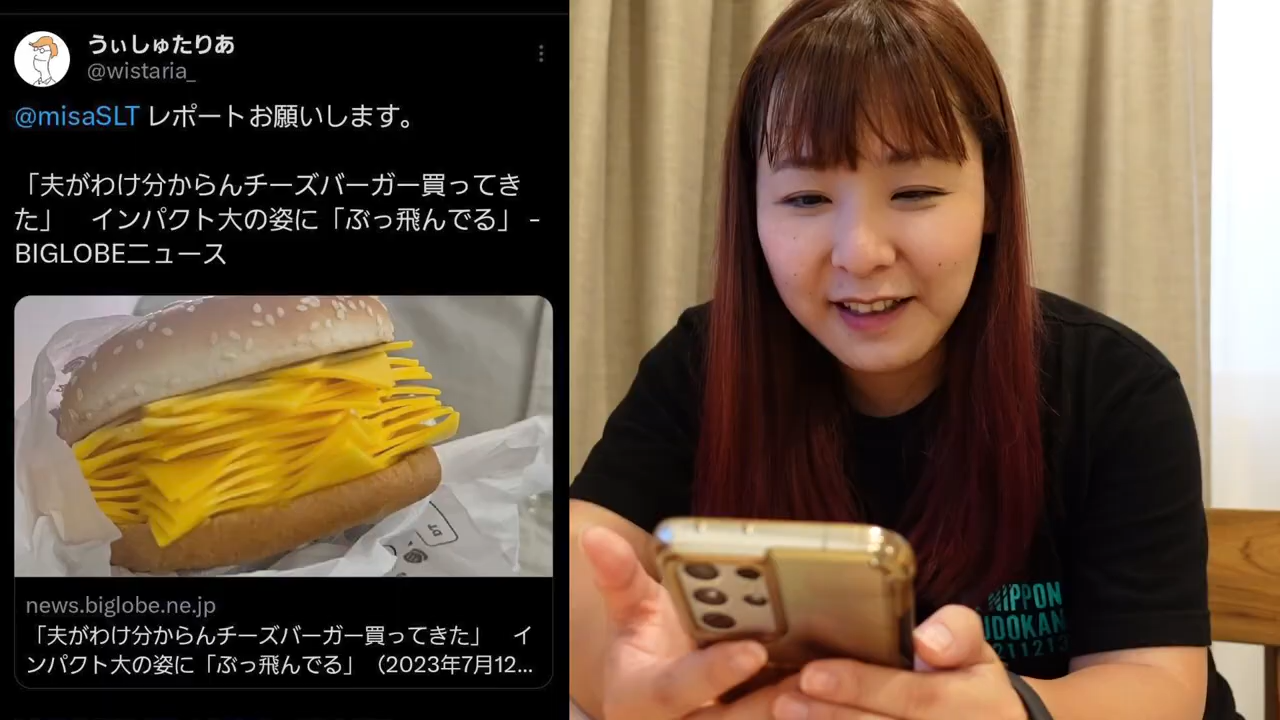 うぃしゅたりあ
@wistaria_
@misaSLT レポートお願いします。
「夫がわけ分からんチーズバーガー買ってき
た」　インパクト大の姿に「ぶっ飛んでる」 -
BIGLOBEニュース
news.biglobe.ne.jp
「夫がわけ分からんチーズバーガー買ってきた」　イ
ンパクト大の姿に「ぶっ飛んでる」（2023年7月12...
NIPPON